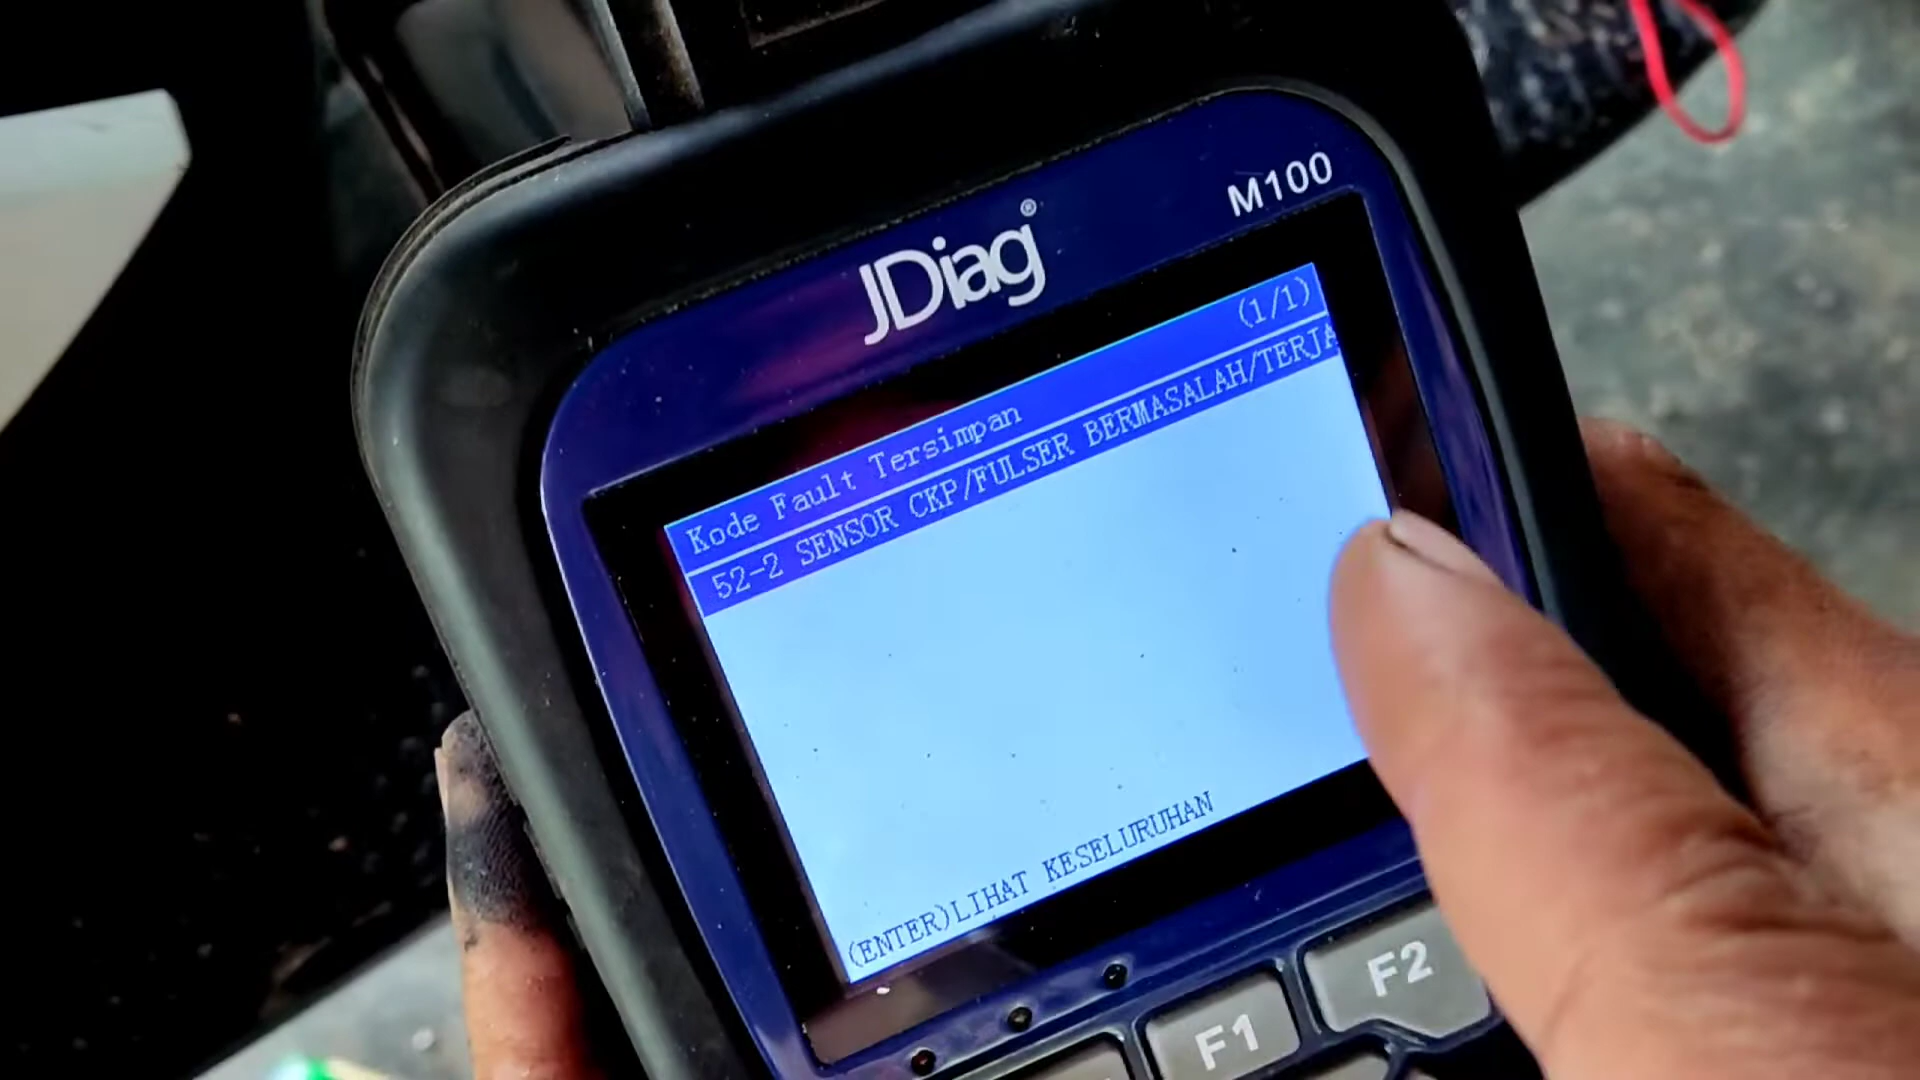 M100
JDiag®
Kode Fault Tersimpan (1/1)
52-2 SENSOR CKP/FULSER BERMASALAH/TERJA
(ENTER)LIHAT KESELURUHAN
F1
F2